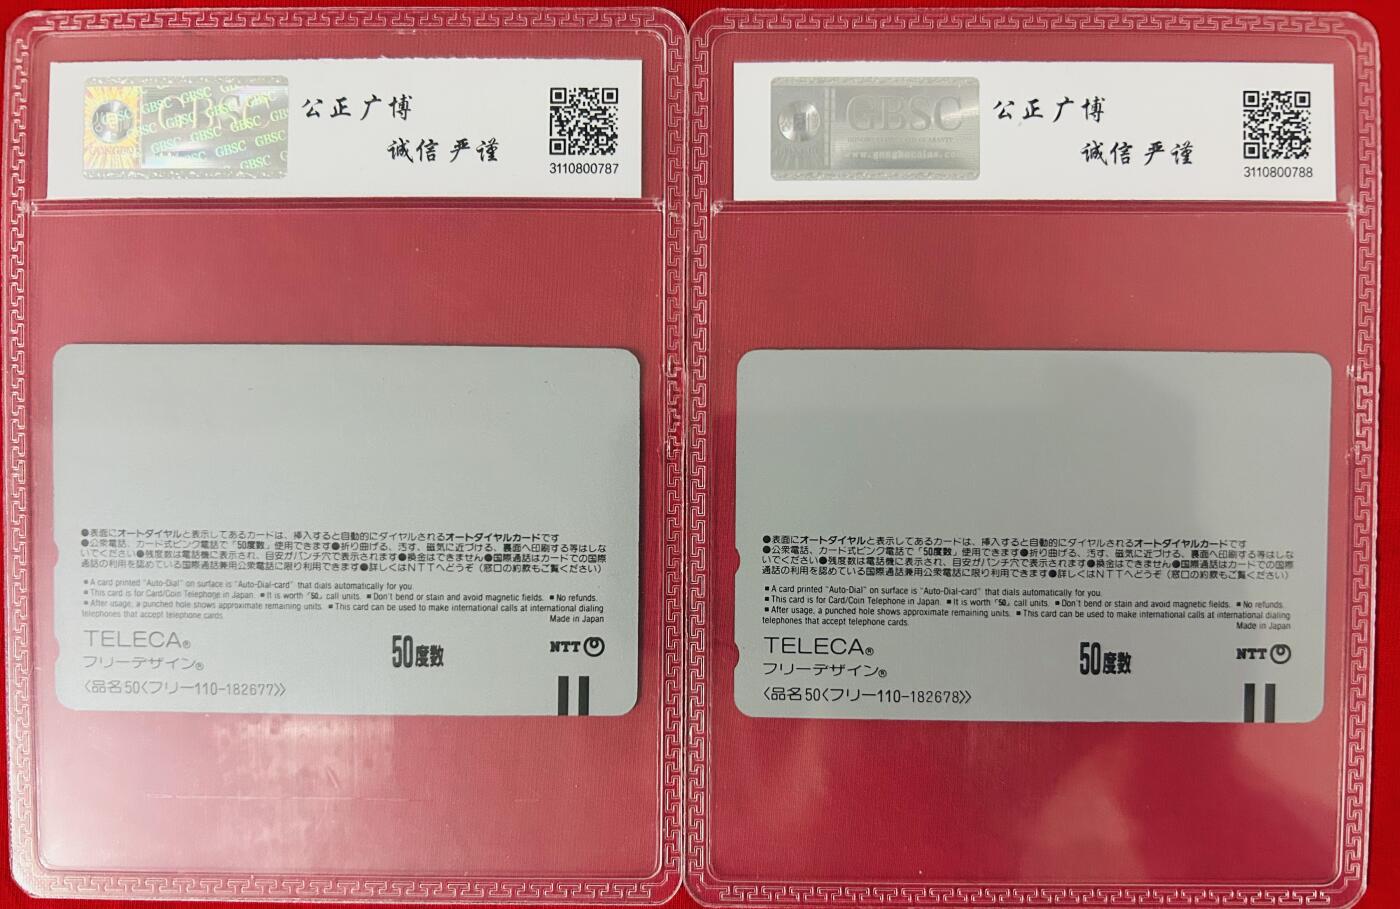 GBSC
公正广博
诚信严谨
3110800787
●表面にオートダイヤルと表示してあるカードは、挿入すると自動的にダイヤルされるオートダイヤルカードです
●公衆電話、カード式ピンク電話で「50度数」使用できます●折り曲げる、汚す、磁気に近づける、裏面へ印刷する等はしな
いでください●残度数は電話機に表示され、目安がパンチ穴で表示されます●換金はできません●国際通話はカードでの国際
通話の利用を認めている国際通話兼用公衆電話に限り利用できます●詳しくはNTTへどうぞ(窓口の約款もご覧ください)
■A card printed "Auto-Dial" on surface is "Auto-Dial-card" that dials automatically for you.
■This card is for Card/Coin Telephone in Japan. ■It is worth「50」call units. ■Don't bend or stain and avoid magnetic fields. ■No refunds.
■After usage, a punched hole shows approximate remaining units. ■This card can be used to make international calls at international dialing
telephones that accept telephone cards.
Made in Japan
TELECA®
フリーデザイン®
50度数
NTT
〈品名50〈フリー110-182677〉〉
GBSC
www.gongbocoins.com
公正广博
诚信严谨
3110800788
●表面にオートダイヤルと表示してあるカードは、挿入すると自動的にダイヤルされるオートダイヤルカードです
●公衆電話、カード式ピンク電話で「50度数」使用できます●折り曲げる、汚す、磁気に近づける、裏面へ印刷する等はしな
いでください●残度数は電話機に表示され、目安がパンチ穴で表示されます●換金はできません●国際通話はカードでの国際
通話の利用を認めている国際通話兼用公衆電話に限り利用できます●詳しくはNTTへどうぞ(窓口の約款もご覧ください)
■A card printed "Auto-Dial" on surface is "Auto-Dial-card" that dials automatically for you.
■This card is for Card/Coin Telephone in Japan. ■It is worth「50」call units. ■Don't bend or stain and avoid magnetic fields. ■No refunds.
■After usage, a punched hole shows approximate remaining units. ■This card can be used to make international calls at international dialing
telephones that accept telephone cards.
Made in Japan
TELECA®
フリーデザイン®
50度数
NTT
〈品名50〈フリー110-182678〉〉